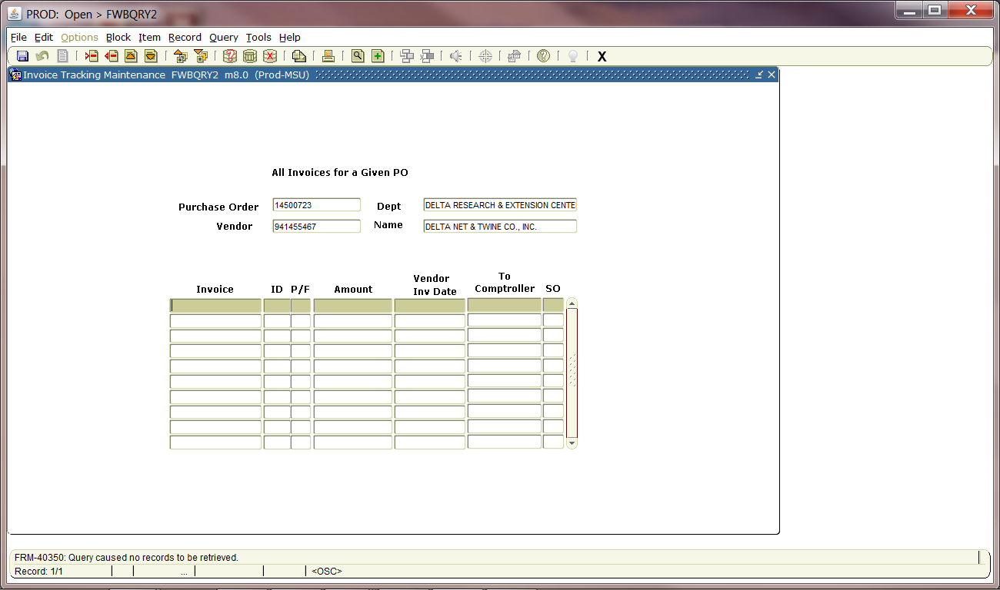 PROD: Open > FWBQRY2
File Edit Options Block Item Record Query Tools Help
X
Invoice Tracking Maintenance FWBQRY2 m8.0 (Prod-MSU)
All Invoices for a Given PO
Purchase Order 14500723 Dept DELTA RESEARCH & EXTENSION CENTE
Vendor 941455467 Name DELTA NET & TWINE CO., INC.
Invoice ID P/F Amount Vendor Inv Date To Comptroller SO
FRM-40350: Query caused no records to be retrieved.
Record: 1/1 ... <OSC>